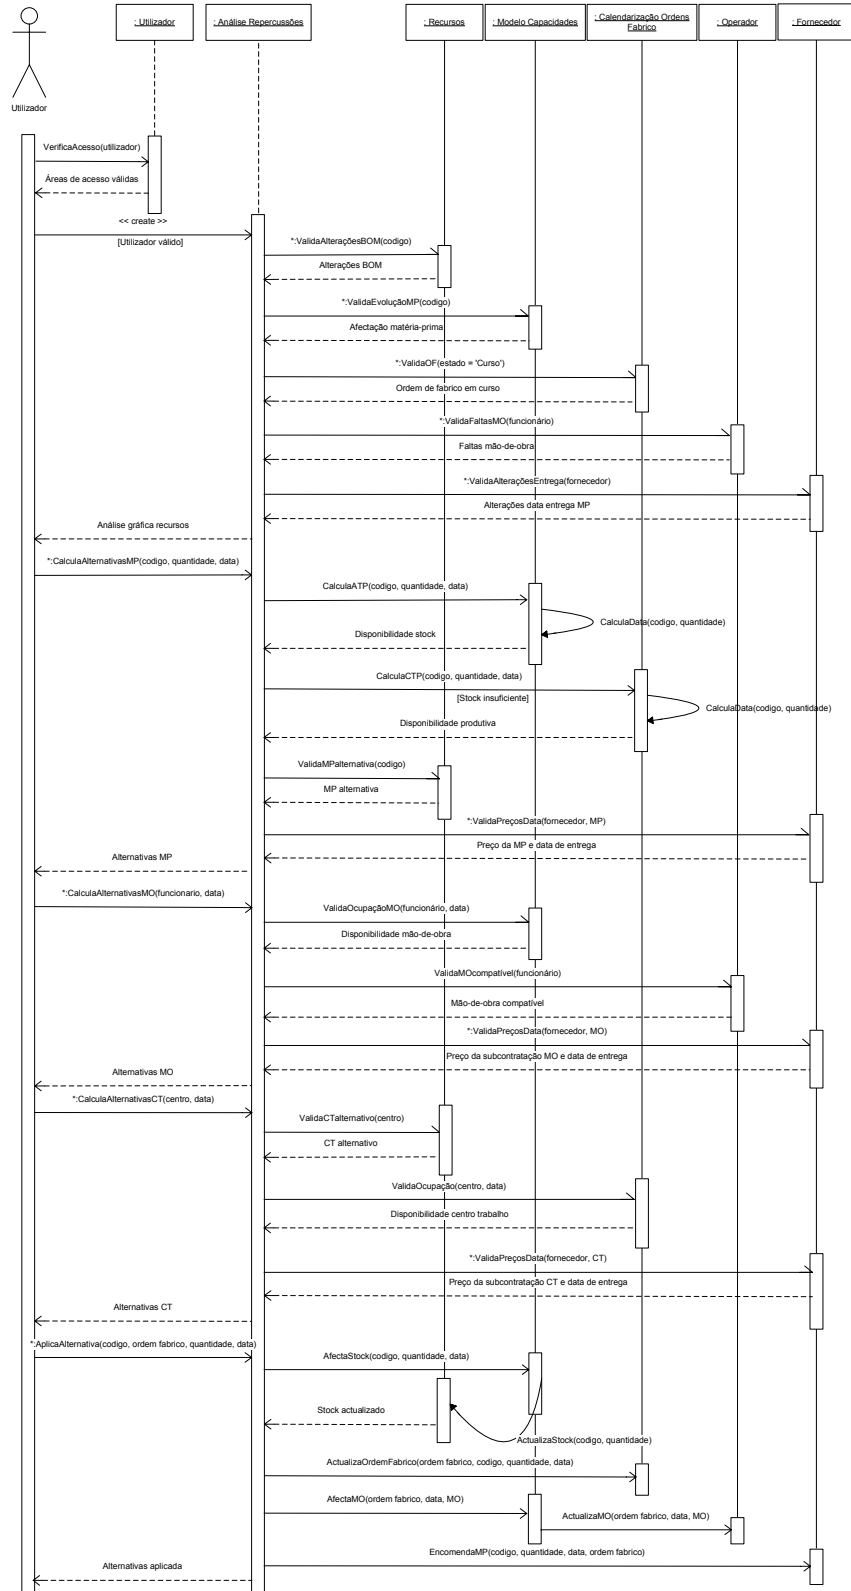 : Utilizador
: Análise Repercussões
: Recursos
: Modelo Capacidades
: Calendarização Ordens
Fabrico
: Operador
: Fornecedor
Utilizador
VerificaAcesso(utilizador)
Áreas de acesso válidas
<< create >>
[Utilizador válido]
*:ValidaAlteraçõesBOM(codigo)
Alterações BOM
*:ValidaEvoluçãoMP(codigo)
Afectação matéria-prima
*:ValidaOF(estado = 'Curso')
Ordem de fabrico em curso
*:ValidaFaltasMO(funcionário)
Faltas mão-de-obra
*:ValidaAlteraçõesEntrega(fornecedor)
Alterações data entrega MP
Análise gráfica recursos
*:CalculaAlternativasMP(codigo, quantidade, data)
CalculaATP(codigo, quantidade, data)
CalculaData(codigo, quantidade)
Disponibilidade stock
CalculaCTP(codigo, quantidade, data)
[Stock insuficiente]
CalculaData(codigo, quantidade)
Disponibilidade produtiva
ValidaMPalternativa(codigo)
MP alternativa
*:ValidaPreçosData(fornecedor, MP)
Preço da MP e data de entrega
Alternativas MP
*:CalculaAlternativasMO(funcionario, data)
ValidaOcupaçãoMO(funcionário, data)
Disponibilidade mão-de-obra
ValidaMOcompatível(funcionário)
Mão-de-obra compatível
*:ValidaPreçosData(fornecedor, MO)
Preço da subcontratação MO e data de entrega
Alternativas MO
*:CalculaAlternativasCT(centro, data)
ValidaCTalternativo(centro)
CT alternativo
ValidaOcupação(centro, data)
Disponibilidade centro trabalho
*:ValidaPreçosData(fornecedor, CT)
Preço da subcontratação CT e data de entrega
Alternativas CT
*:AplicaAlternativa(codigo, ordem fabrico, quantidade, data)
AfectaStock(codigo, quantidade, data)
Stock actualizado
ActualizaStock(codigo, quantidade)
ActualizaOrdemFabrico(ordem fabrico, codigo, quantidade, data)
AfectaMO(ordem fabrico, data, MO)
ActualizaMO(ordem fabrico, data, MO)
EncomendaMP(codigo, quantidade, data, ordem fabrico)
Alternativas aplicada